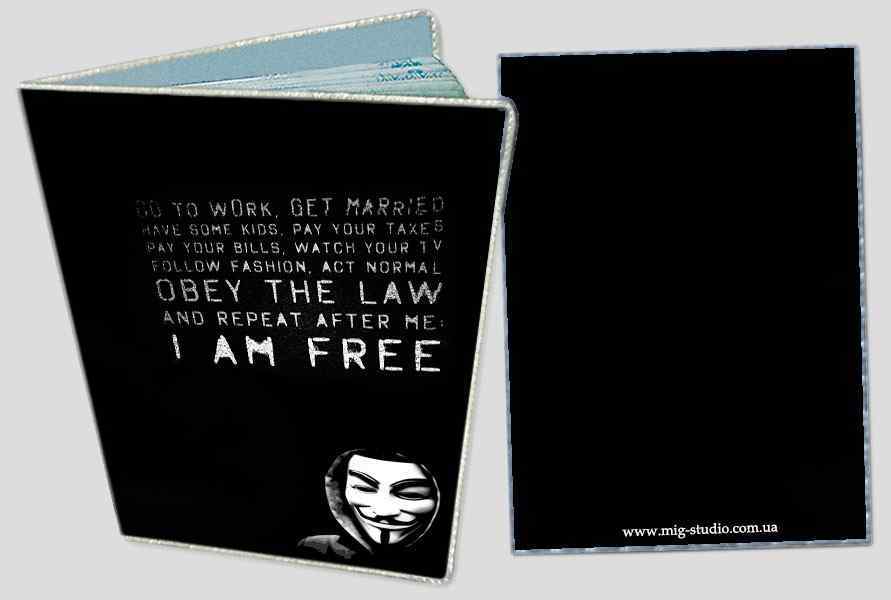 GO TO WORK, GET MARRIED
HAVE SOME KIDS, PAY YOUR TAXES
PAY YOUR BILLS, WATCH YOUR TV
FOLLOW FASHION, ACT NORMAL
OBEY THE LAW
AND REPEAT AFTER ME:
I AM FREE
www.mig-studio.com.ua